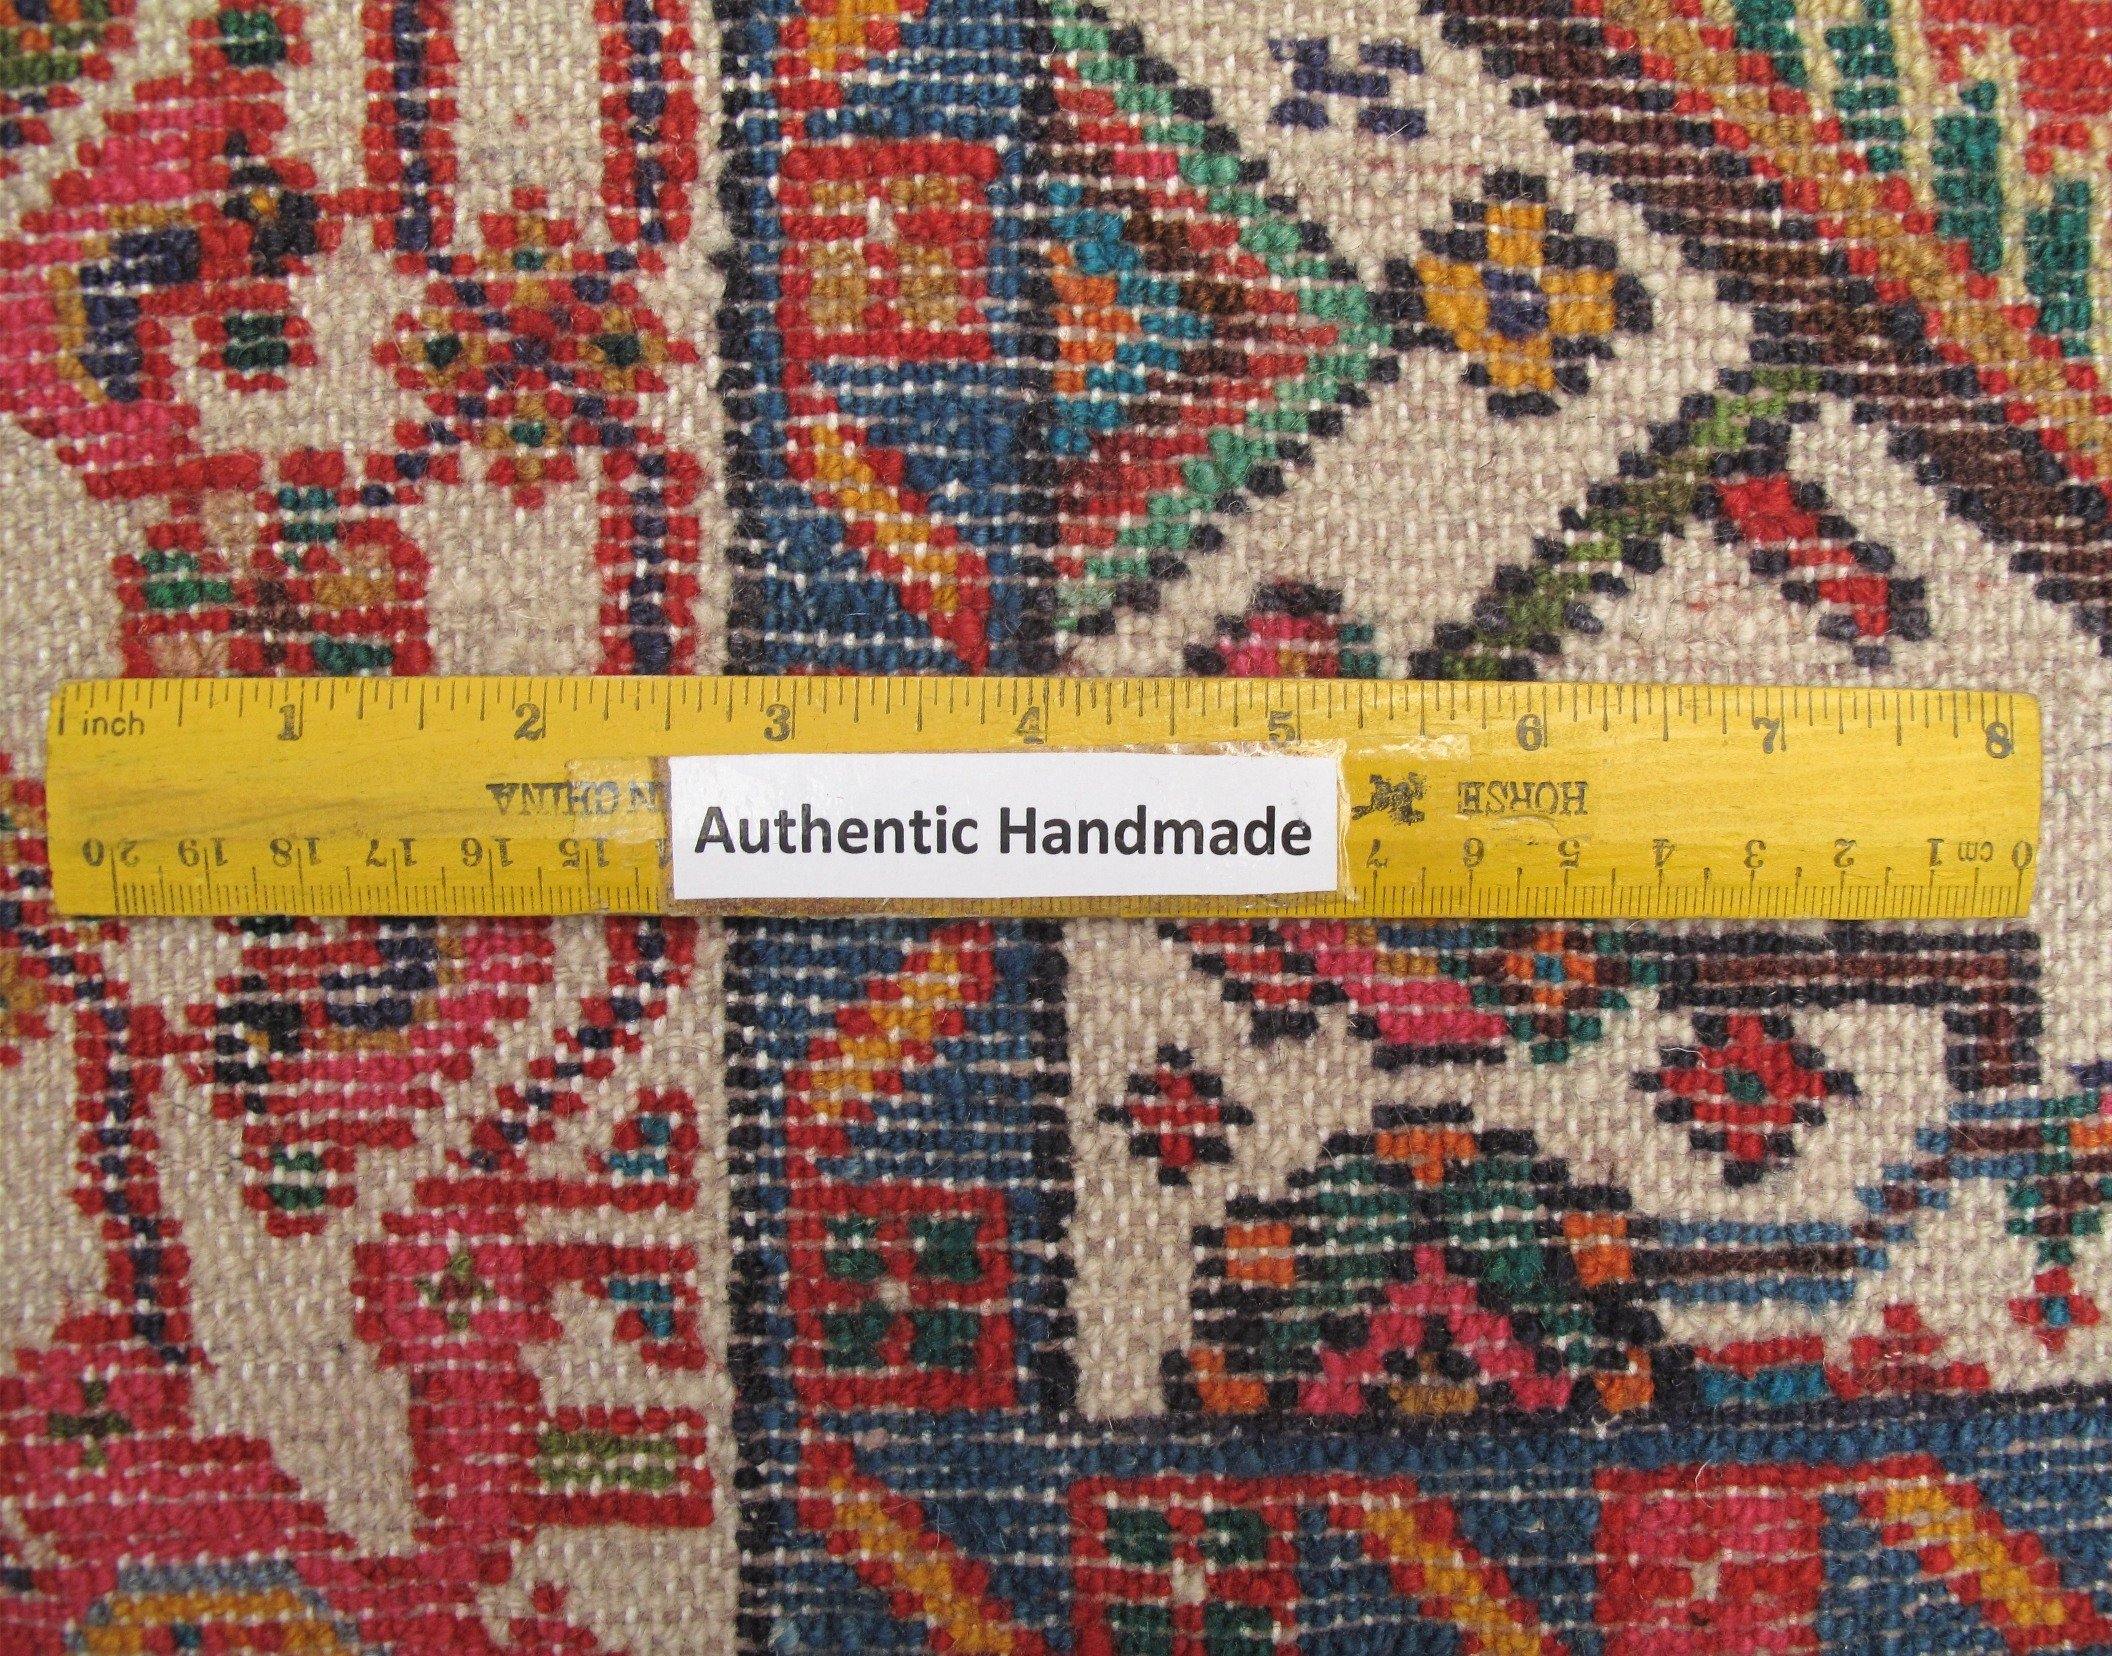 inch 1 2 3 4 5 6 7 8
Authentic Handmade
HORSE
N CHINA
0 cm 1 2 3 4 5 6 7 15 16 17 18 19 20